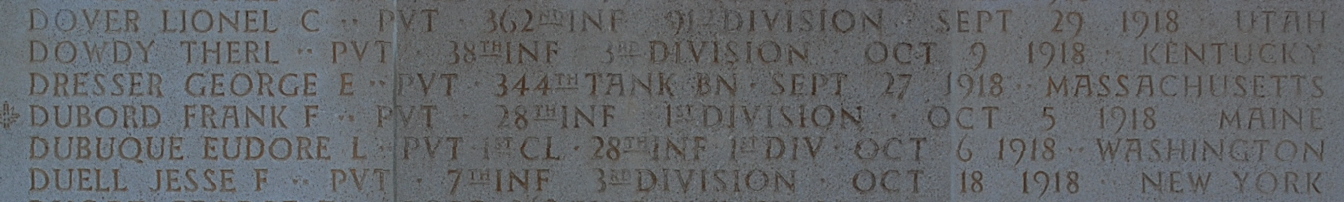 DOVER LIONEL C ·· PVT · 362ND INF 91ST DIVISION · SEPT 29 1918 · UTAH
DOWDY THERL ·· PVT · 38TH INF 3RD DIVISION · OCT 9 1918 · KENTUCKY
DRESSER GEORGE E ·· PVT · 344TH TANK BN · SEPT 27 1918 ·· MASSACHUSETTS
DUBORD FRANK F ·· PVT · 28TH INF 1ST DIVISION · OCT 5 1918 MAINE
DUBUQUE EUDORE L · PVT 1ST CL · 28TH INF 1ST DIV · OCT 6 1918 ·· WASHINGTON
DUELL JESSE F ·· PVT · 7TH INF 3RD DIVISION · OCT 18 1918 · NEW YORK